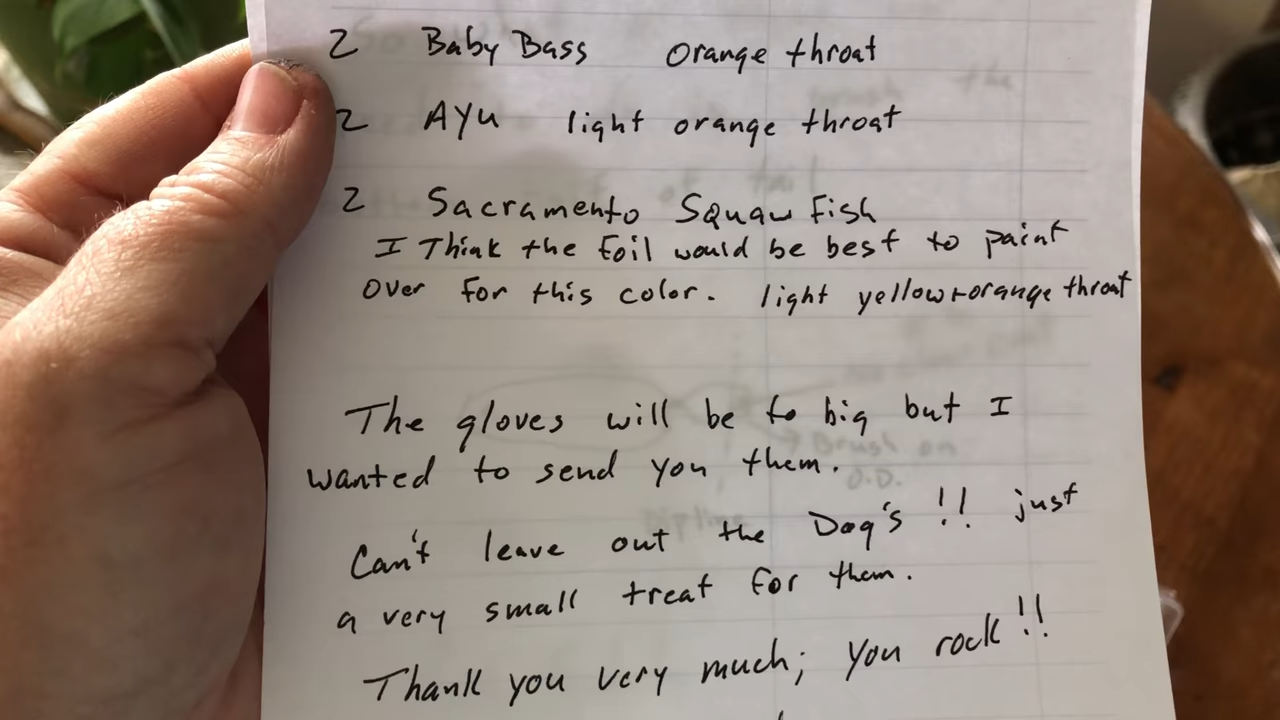 2 Baby Bass Orange throat
2 AYU light orange throat
2 Sacramento Squaw Fish
I Think the foil would be best to paint
over for this color. light yellow+orange throat
The gloves will be to big but I
wanted to send you them.
Can't leave out the Dog's !! just
a very small treat for them.
Thank you very much; you rock !!
Brush on
O.D.